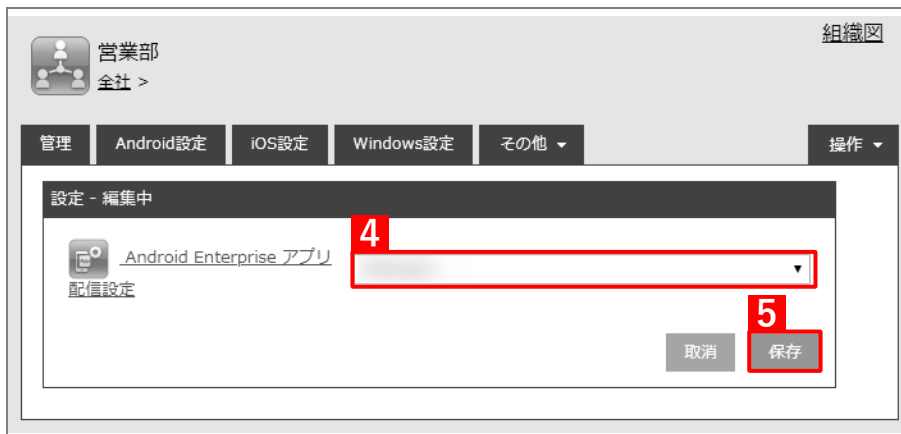 組織図
営業部
全社 >
管理 Android設定 iOS設定 Windows設定 その他 ▼ 操作 ▼
設定 - 編集中
4
Android Enterprise アプリ
配信設定
5
取消 保存